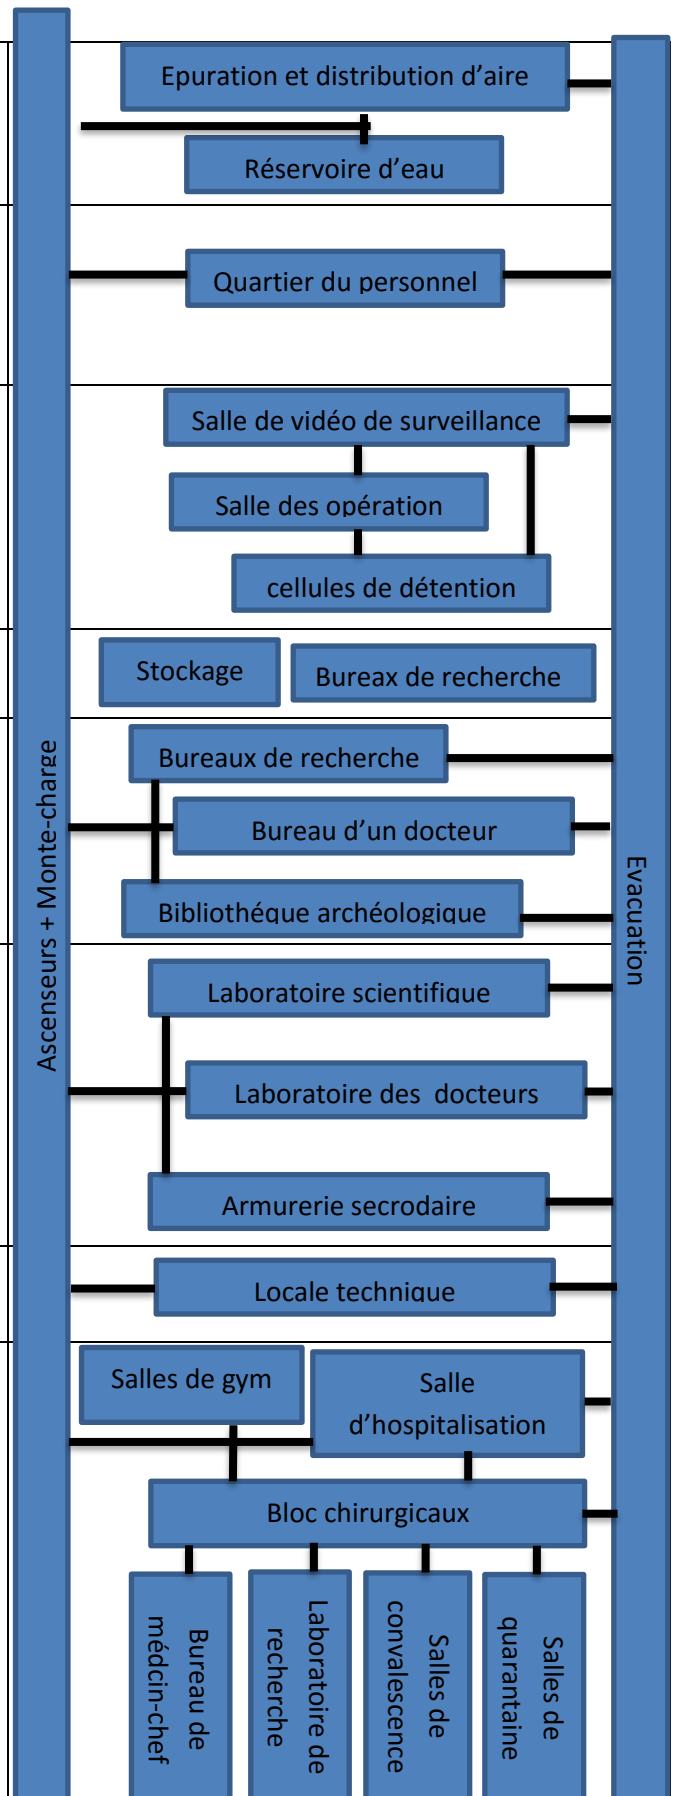 Epuration et distribution d’aire
Réservoire d’eau
Quartier du personnel
Salle de vidéo de surveillance
Salle des opération
cellules de détention
Stockage
Bureax de recherche
Ascenseurs + Monte-charge
Evacuation
Bureaux de recherche
Bureau d’un docteur
Bibliothéque archéologique
Laboratoire scientifique
Laboratoire des docteurs
Armurerie secrodaire
Locale technique
Salles de gym
Salle
d’hospitalisation
Bloc chirurgicaux
Bureau de
médcin-chef
Laboratoire de
recherche
Salles de
convalescence
Salles de
quarantaine